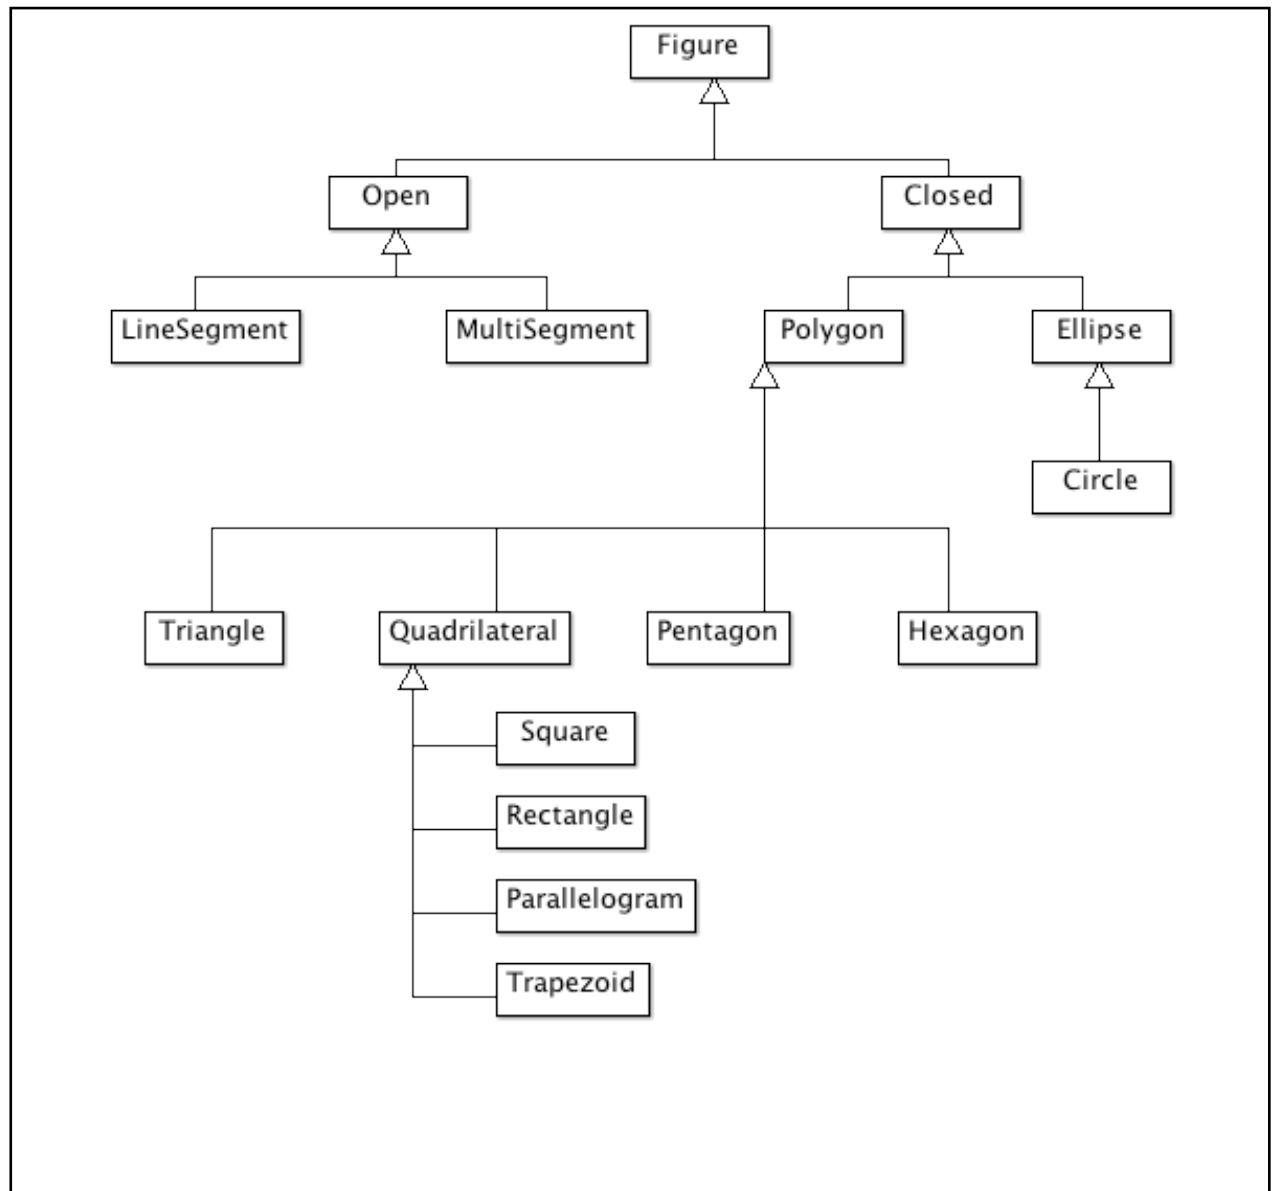 Figure
Open
Closed
LineSegment
MultiSegment
Polygon
Ellipse
Circle
Triangle
Quadrilateral
Pentagon
Hexagon
Square
Rectangle
Parallelogram
Trapezoid